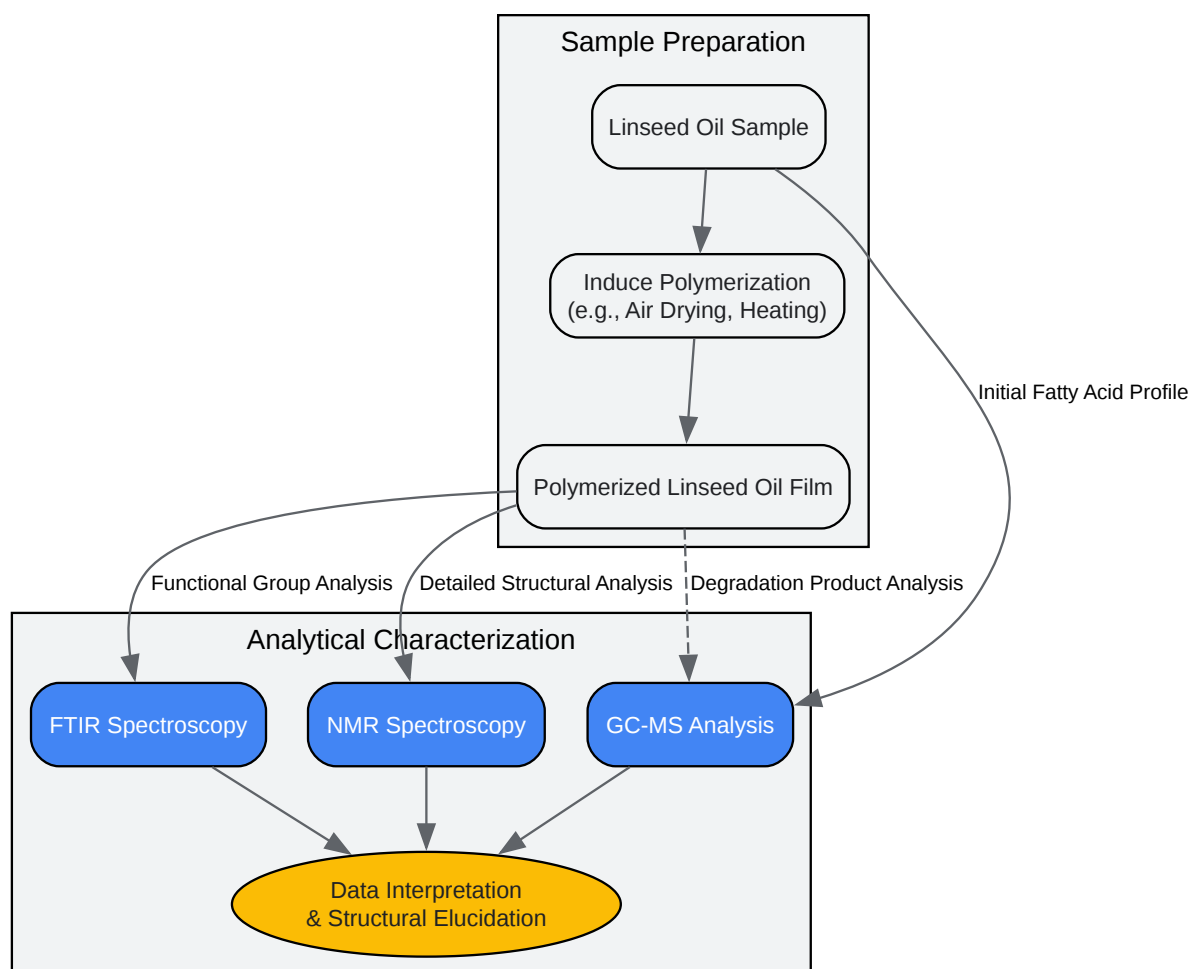 Sample Preparation
Linseed Oil Sample
Induce Polymerization
(e.g., Air Drying, Heating)
Initial Fatty Acid Profile
Polymerized Linseed Oil Film
Functional Group Analysis
Detailed Structural Analysis
Degradation Product Analysis
Analytical Characterization
FTIR Spectroscopy
NMR Spectroscopy
GC-MS Analysis
Data Interpretation
& Structural Elucidation